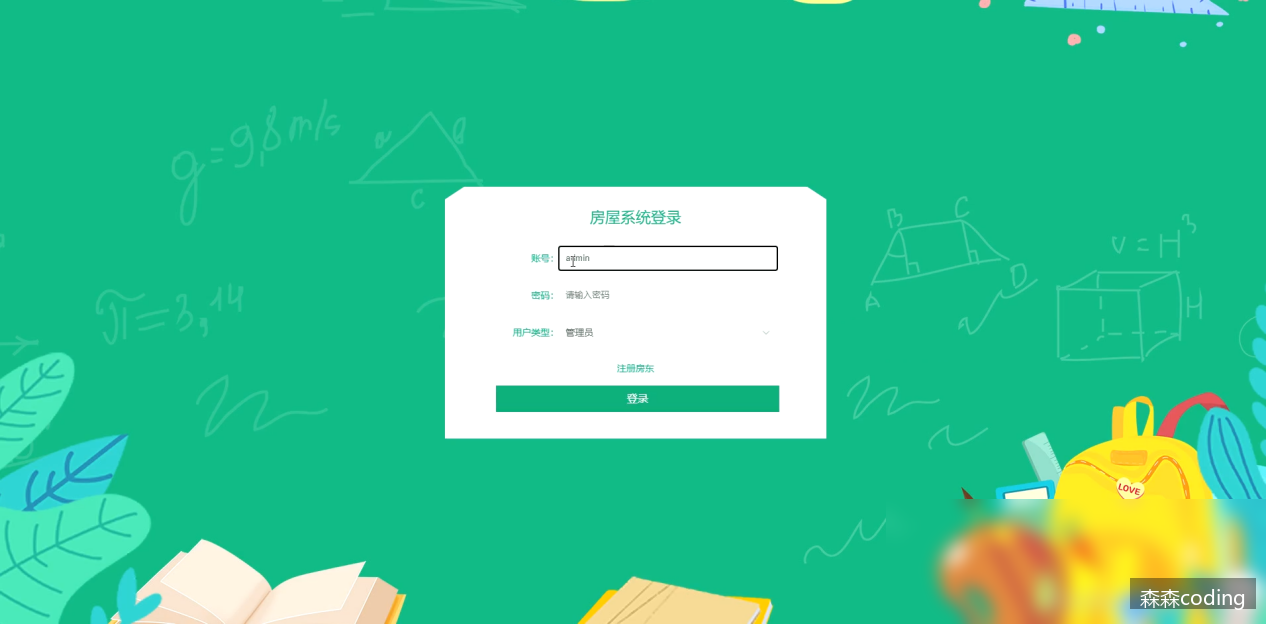 g=9,8 m/s
a
B
C
房屋系统登录
账号：
admin
密码：
请输入密码
用户类型：
管理员
注册房东
登录
B
C
A
D
h
h
V=H³
H
π=3,14
LOVE
森森coding